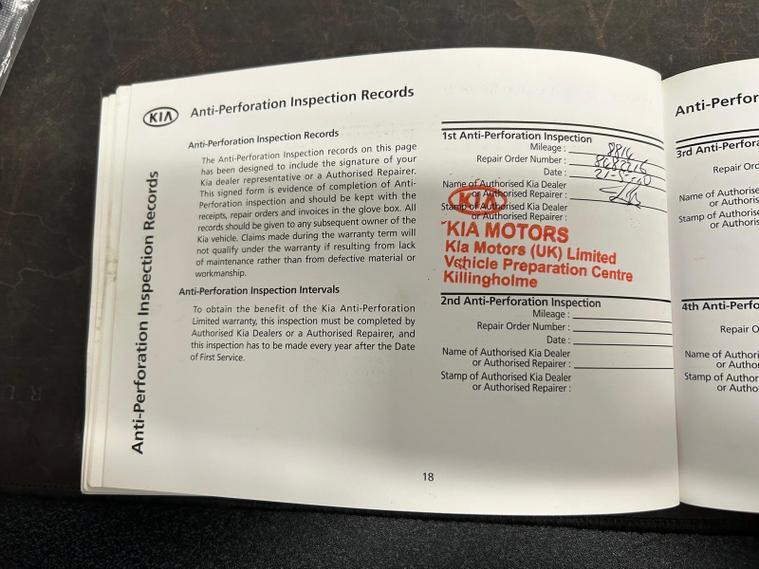 KIA Anti-Perforation Inspection Records
Anti-Perforation Inspection Records
Anti-Perforation Inspection Records
The Anti-Perforation Inspection records on this page
has been designed to include the signature of your
Kia dealer representative or a Authorised Repairer.
This signed form is evidence of completion of Anti-
Perforation inspection and should be kept with the
receipts, repair orders and invoices in the glove box. All
records should be given to any subsequent owner of the
Kia vehicle. Claims made during the warranty term will
not qualify under the warranty if resulting from lack
of maintenance rather than from defective material or
workmanship.
Anti-Perforation Inspection Intervals
To obtain the benefit of the Kia Anti-Perforation
Limited warranty, this inspection must be completed by
Authorised Kia Dealers or a Authorised Repairer, and
this inspection has to be made every year after the Date
of First Service.
1st Anti-Perforation Inspection
Mileage : 8814
Repair Order Number :
Date :
Name of Authorised Kia Dealer
or Authorised Repairer :
Stamp of Authorised Kia Dealer
or Authorised Repairer :
KIA
KIA MOTORS
Kia Motors (UK) Limited
Vehicle Preparation Centre
Killingholme
2nd Anti-Perforation Inspection
Mileage :
Repair Order Number :
Date :
Name of Authorised Kia Dealer
or Authorised Repairer :
Stamp of Authorised Kia Dealer
or Authorised Repairer :
18
Anti-Perfor
3rd Anti-Perfora
Repair Ord
Name of Authorise
or Authoris
Stamp of Authorise
or Authoris
4th Anti-Perfo
Repair O
Name of Authori
or Autho
Stamp of Author
or Autho